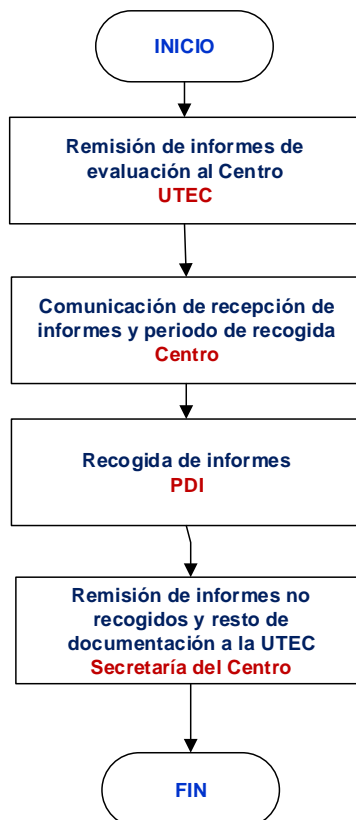 INICIO
Remisión de informes de
evaluación al Centro
UTEC
Comunicación de recepción de
informes y periodo de recogida
Centro
Recogida de informes
PDI
Remisión de informes no
recogidos y resto de
documentación a la UTEC
Secretaría del Centro
FIN